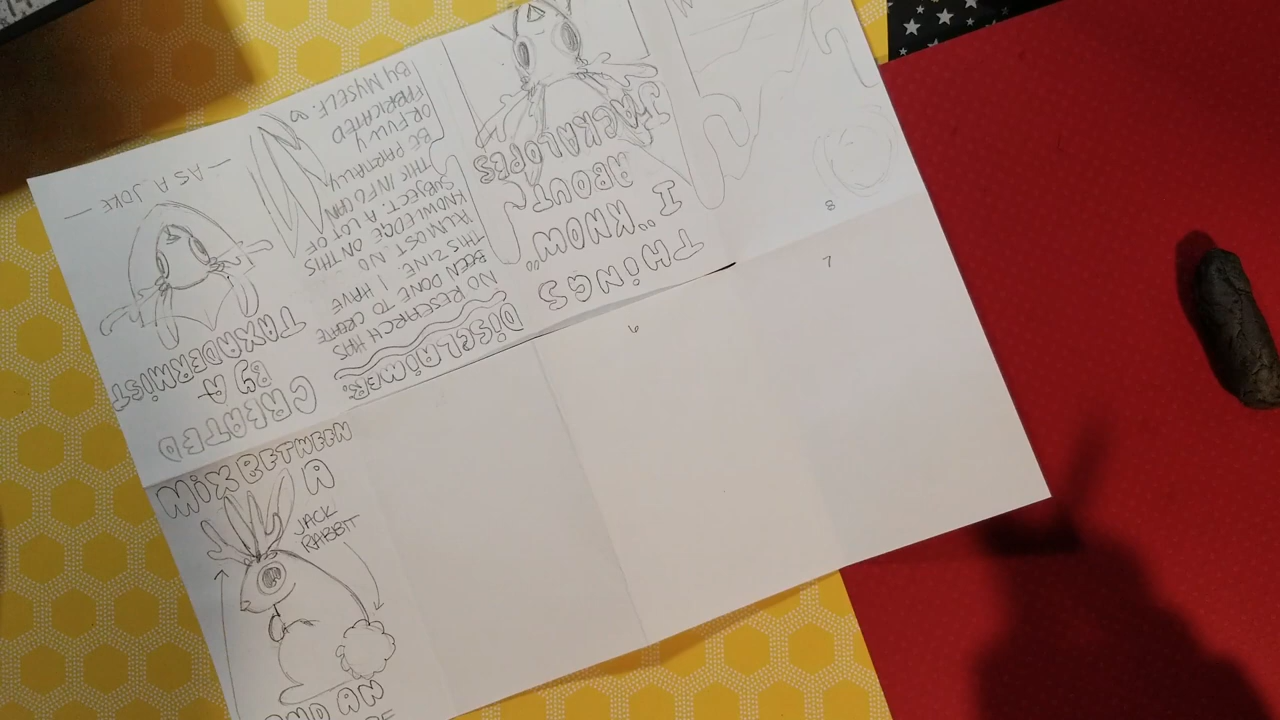 THINGS
I "KNOW"
ABOUT
JACKALOPES
DISCLAIMER:
NO RESEARCH HAS
BEEN DONE TO CREATE
THIS ZINE. I HAVE
ALMOST NO
KNOWLEDGE ON THIS
SUBJECT. A LOT OF
THIS INFO CAN
BE PARTIALLY
OR FULLY
FABRICATED
BY MYSELF.
CREATED
BY A
TAXADERMIST
— AS A JOKE —
MIX BETWEEN
A
JACK
RABBIT
AND AN
6
7
8